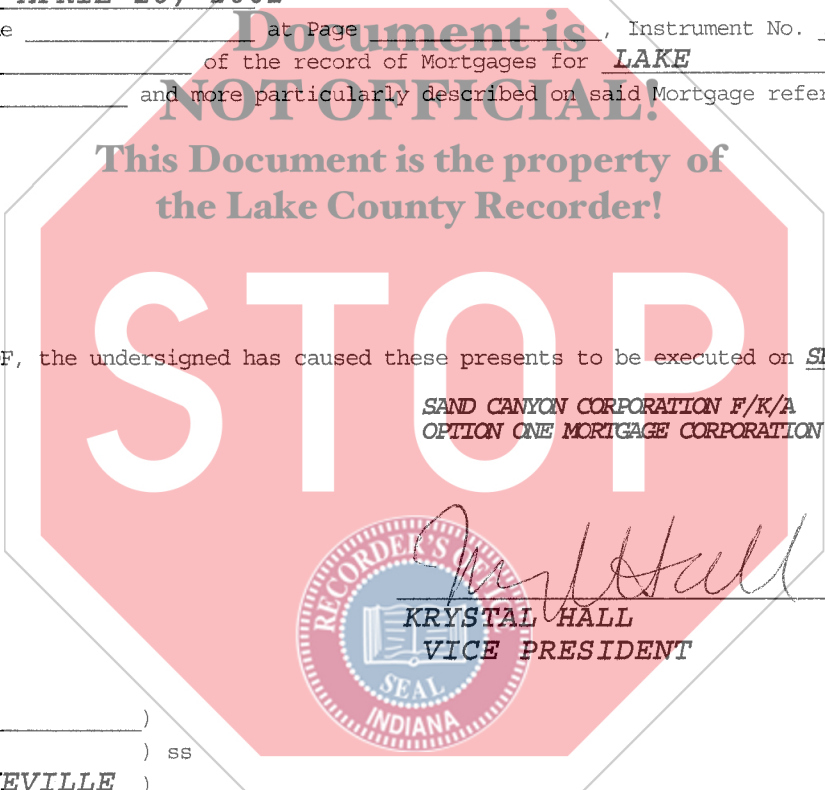 APRIL
at Page , Instrument No.
Document is
of the record of Mortgages for LAKE
and more particularly described on said Mortgage
NOT OFFICIAL!
This Document is the property of
the Lake County Recorder!
STOP
, the undersigned has caused these presents to be executed on
SAND CANYON CORPORATION F/K/A
OPTION ONE MORTGAGE CORPORATION
KRYSTAL HALL
VICE PRESIDENT
RECORDER'S OFFICE
SEAL
INDIANA
)
) ss
EVILLE )